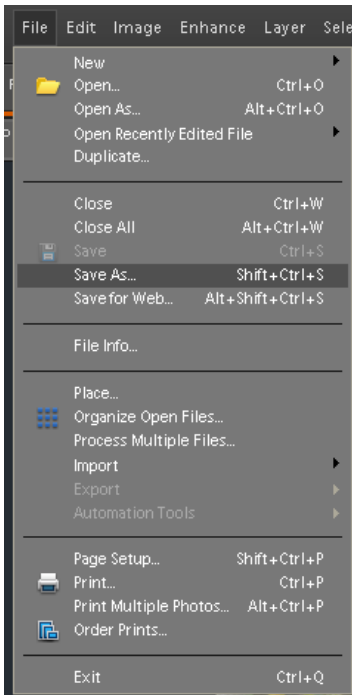 File Edit Image Enhance Layer Sele
New
Open... Ctrl+O
Open As... Alt+Ctrl+O
Open Recently Edited File
Duplicate...
Close Ctrl+W
Close All Alt+Ctrl+W
Save Ctrl+S
Save As... Shift+Ctrl+S
Save for Web... Alt+Shift+Ctrl+S
File Info...
Place...
Organize Open Files...
Process Multiple Files...
Import
Export
Automation Tools
Page Setup... Shift+Ctrl+P
Print... Ctrl+P
Print Multiple Photos... Alt+Ctrl+P
Order Prints...
Exit Ctrl+Q